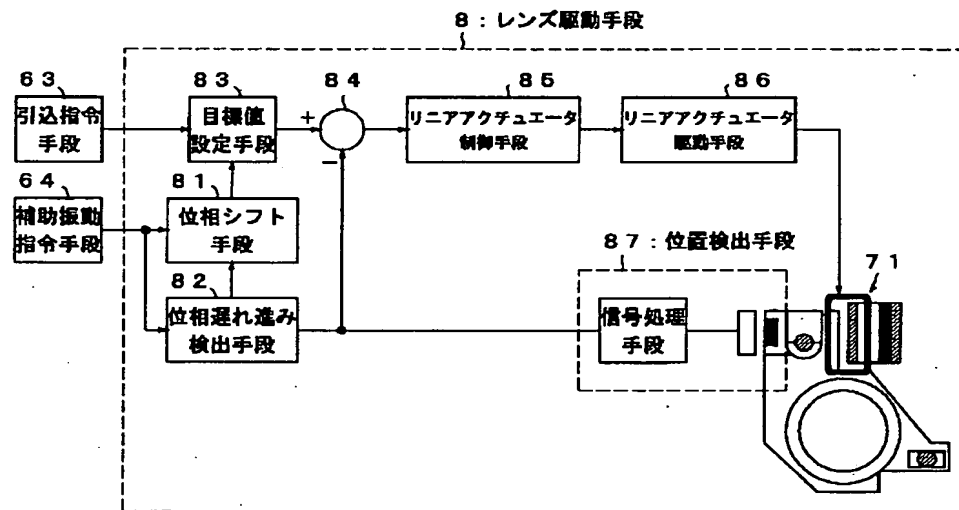 8：レンズ駆動手段
63
引込指令
手段
83
目標値
設定手段
+
84
−
85
リニアアクチュエータ
制御手段
86
リニアアクチュエータ
駆動手段
64
補助振動
指令手段
81
位相シフト
手段
82
位相遅れ進み
検出手段
87：位置検出手段
信号処理
手段
71